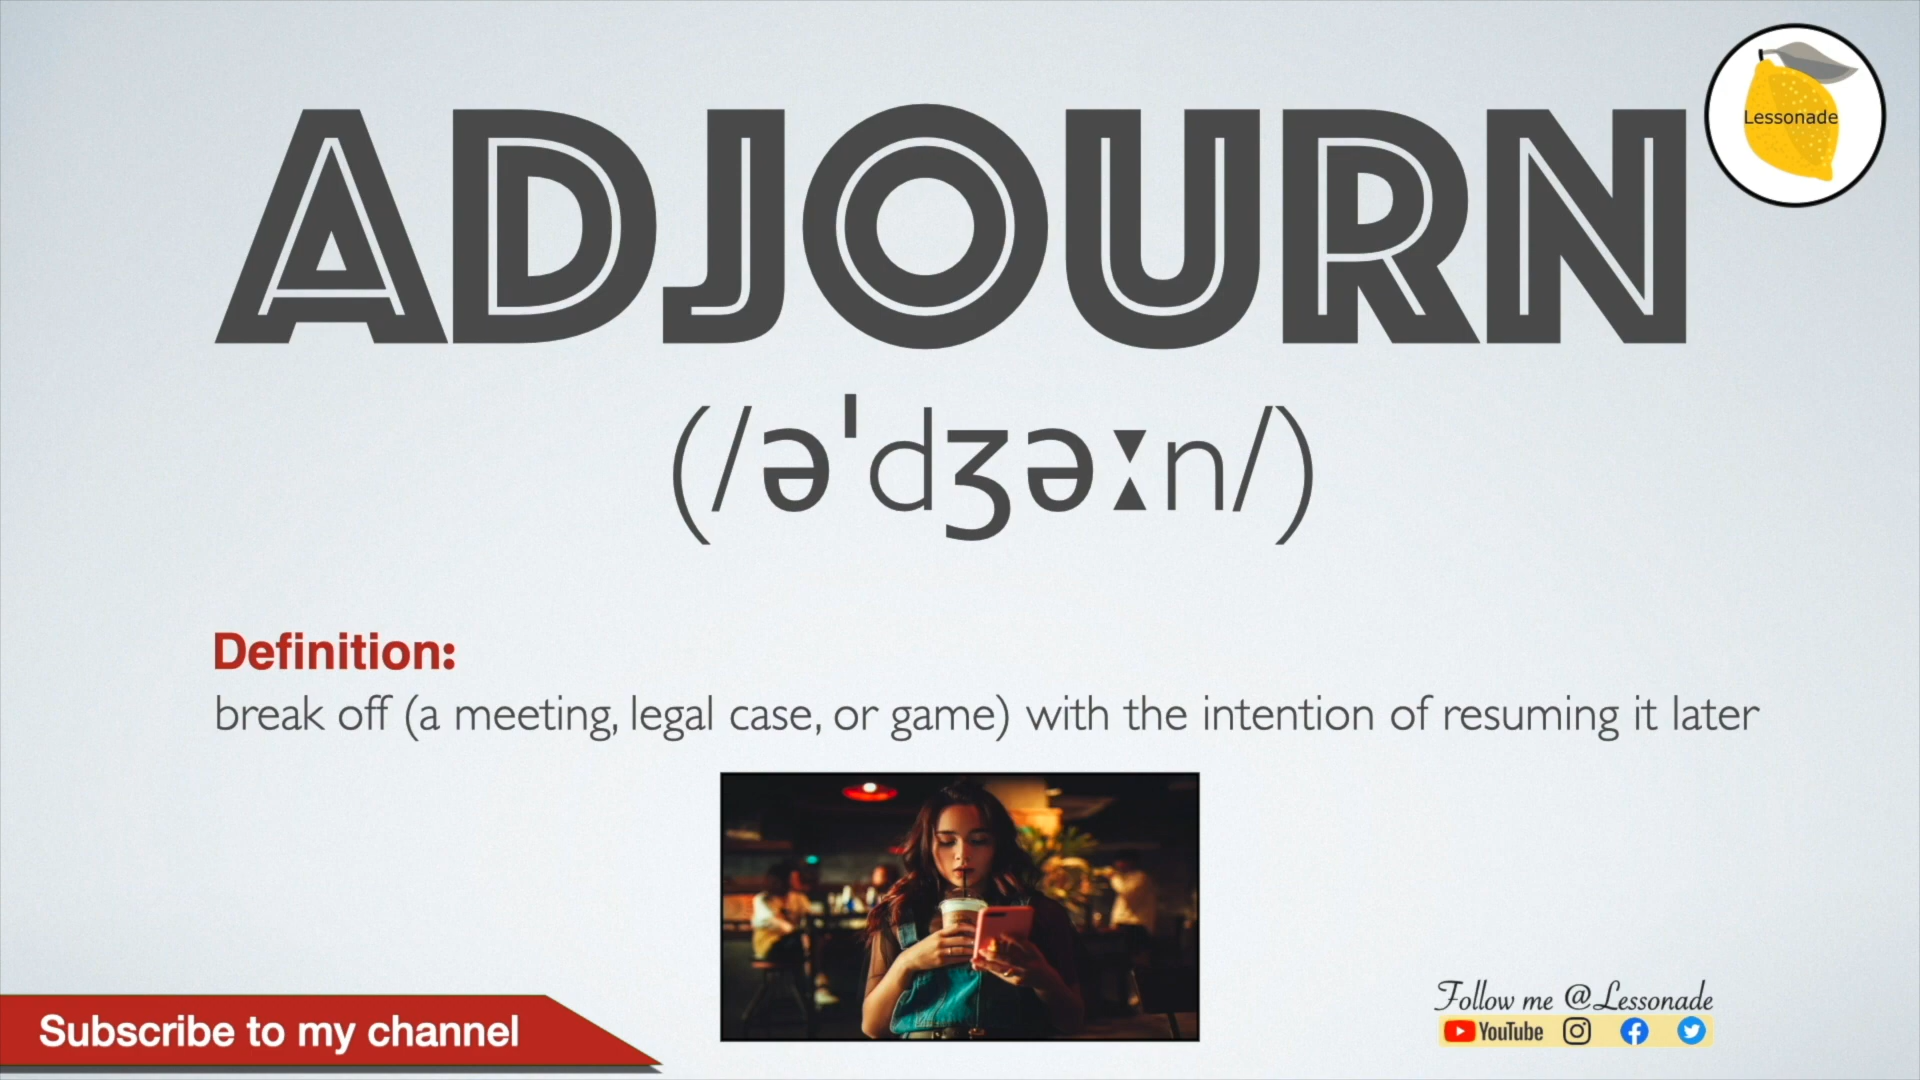 ADJOURN
Lessonade
(/əˈdʒəːn/)
Definition:
break off (a meeting, legal case, or game) with the intention of resuming it later
Subscribe to my channel
Follow me @Lessonade
YouTube